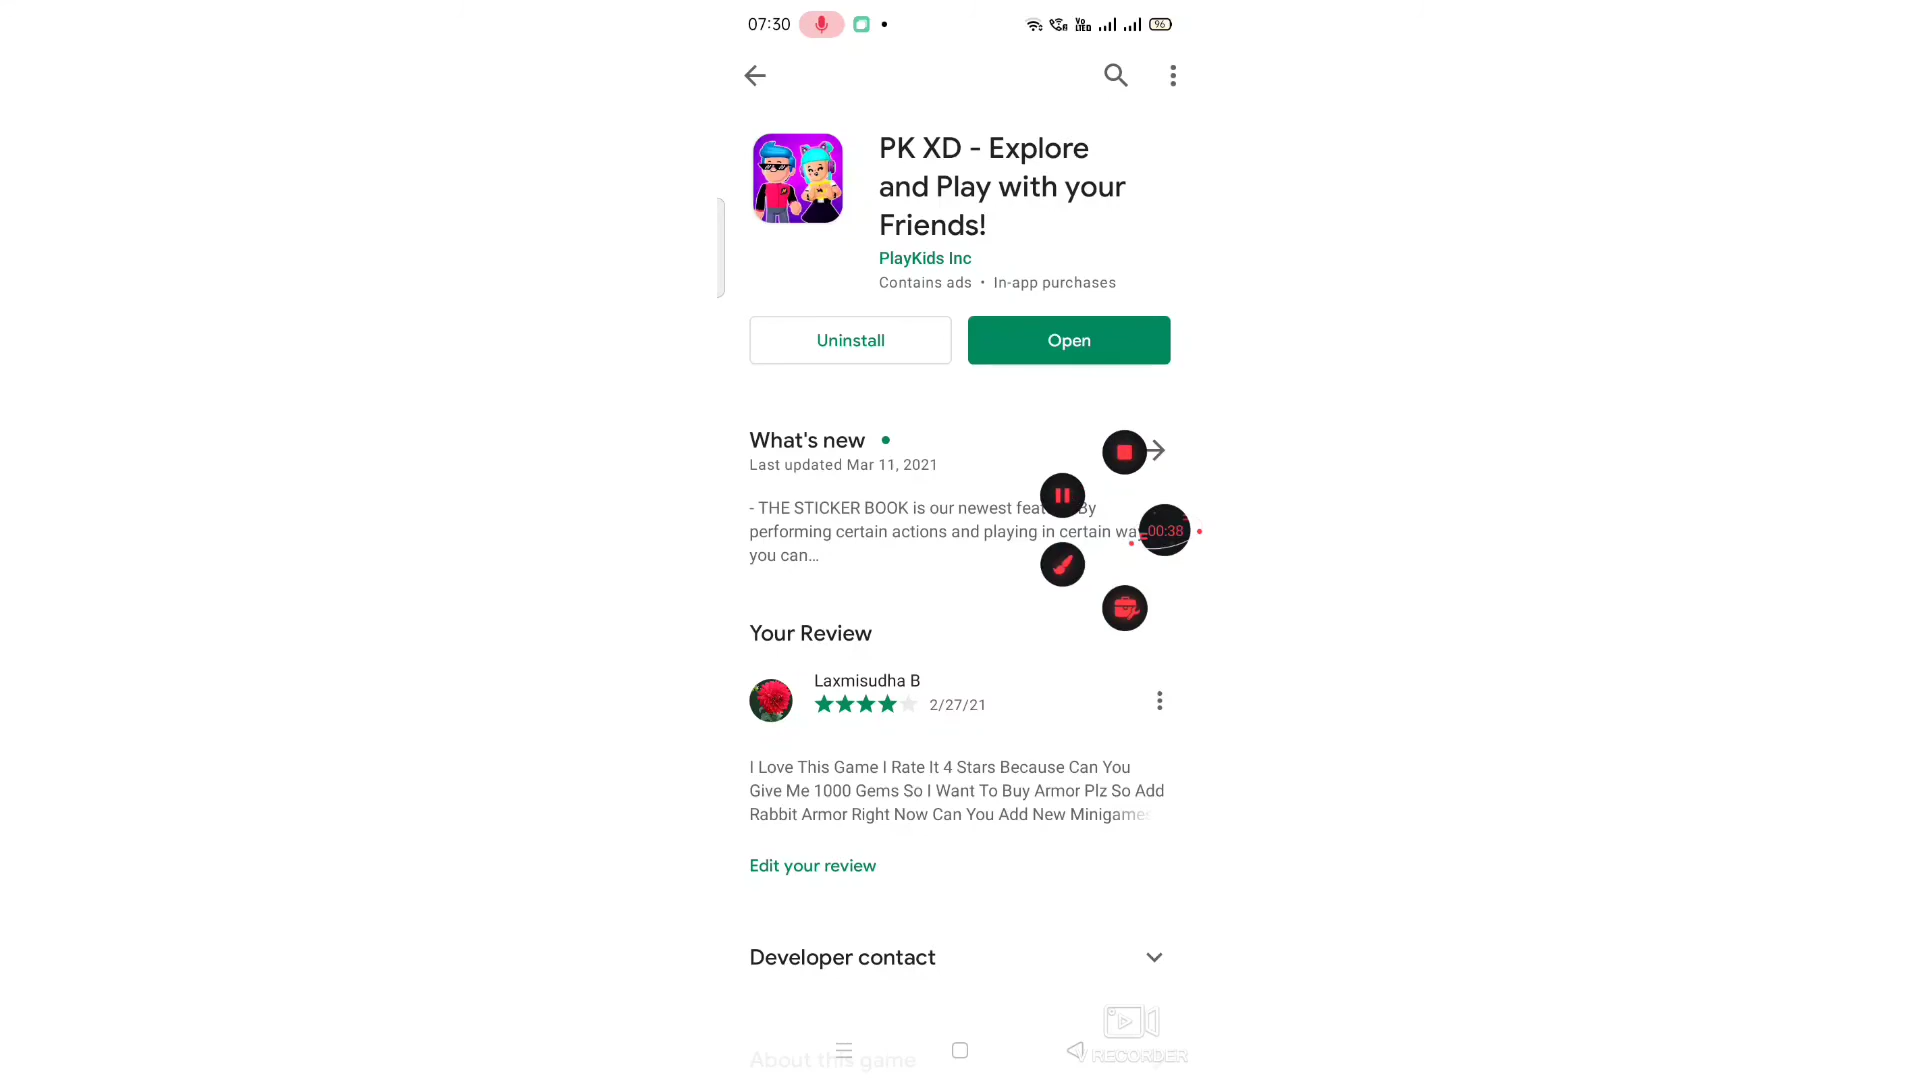 07:30
Vo
LTED
96
PK XD - Explore
and Play with your
Friends!
PlayKids Inc
Contains ads • In-app purchases
Uninstall
Open
What's new
Last updated Mar 11, 2021
- THE STICKER BOOK is our newest feat By
performing certain actions and playing in certain way
you can...
00:38
Your Review
Laxmisudha B
2/27/21
I Love This Game I Rate It 4 Stars Because Can You
Give Me 1000 Gems So I Want To Buy Armor Plz So Add
Rabbit Armor Right Now Can You Add New Minigames
Edit your review
Developer contact
About this game
V RECORDER